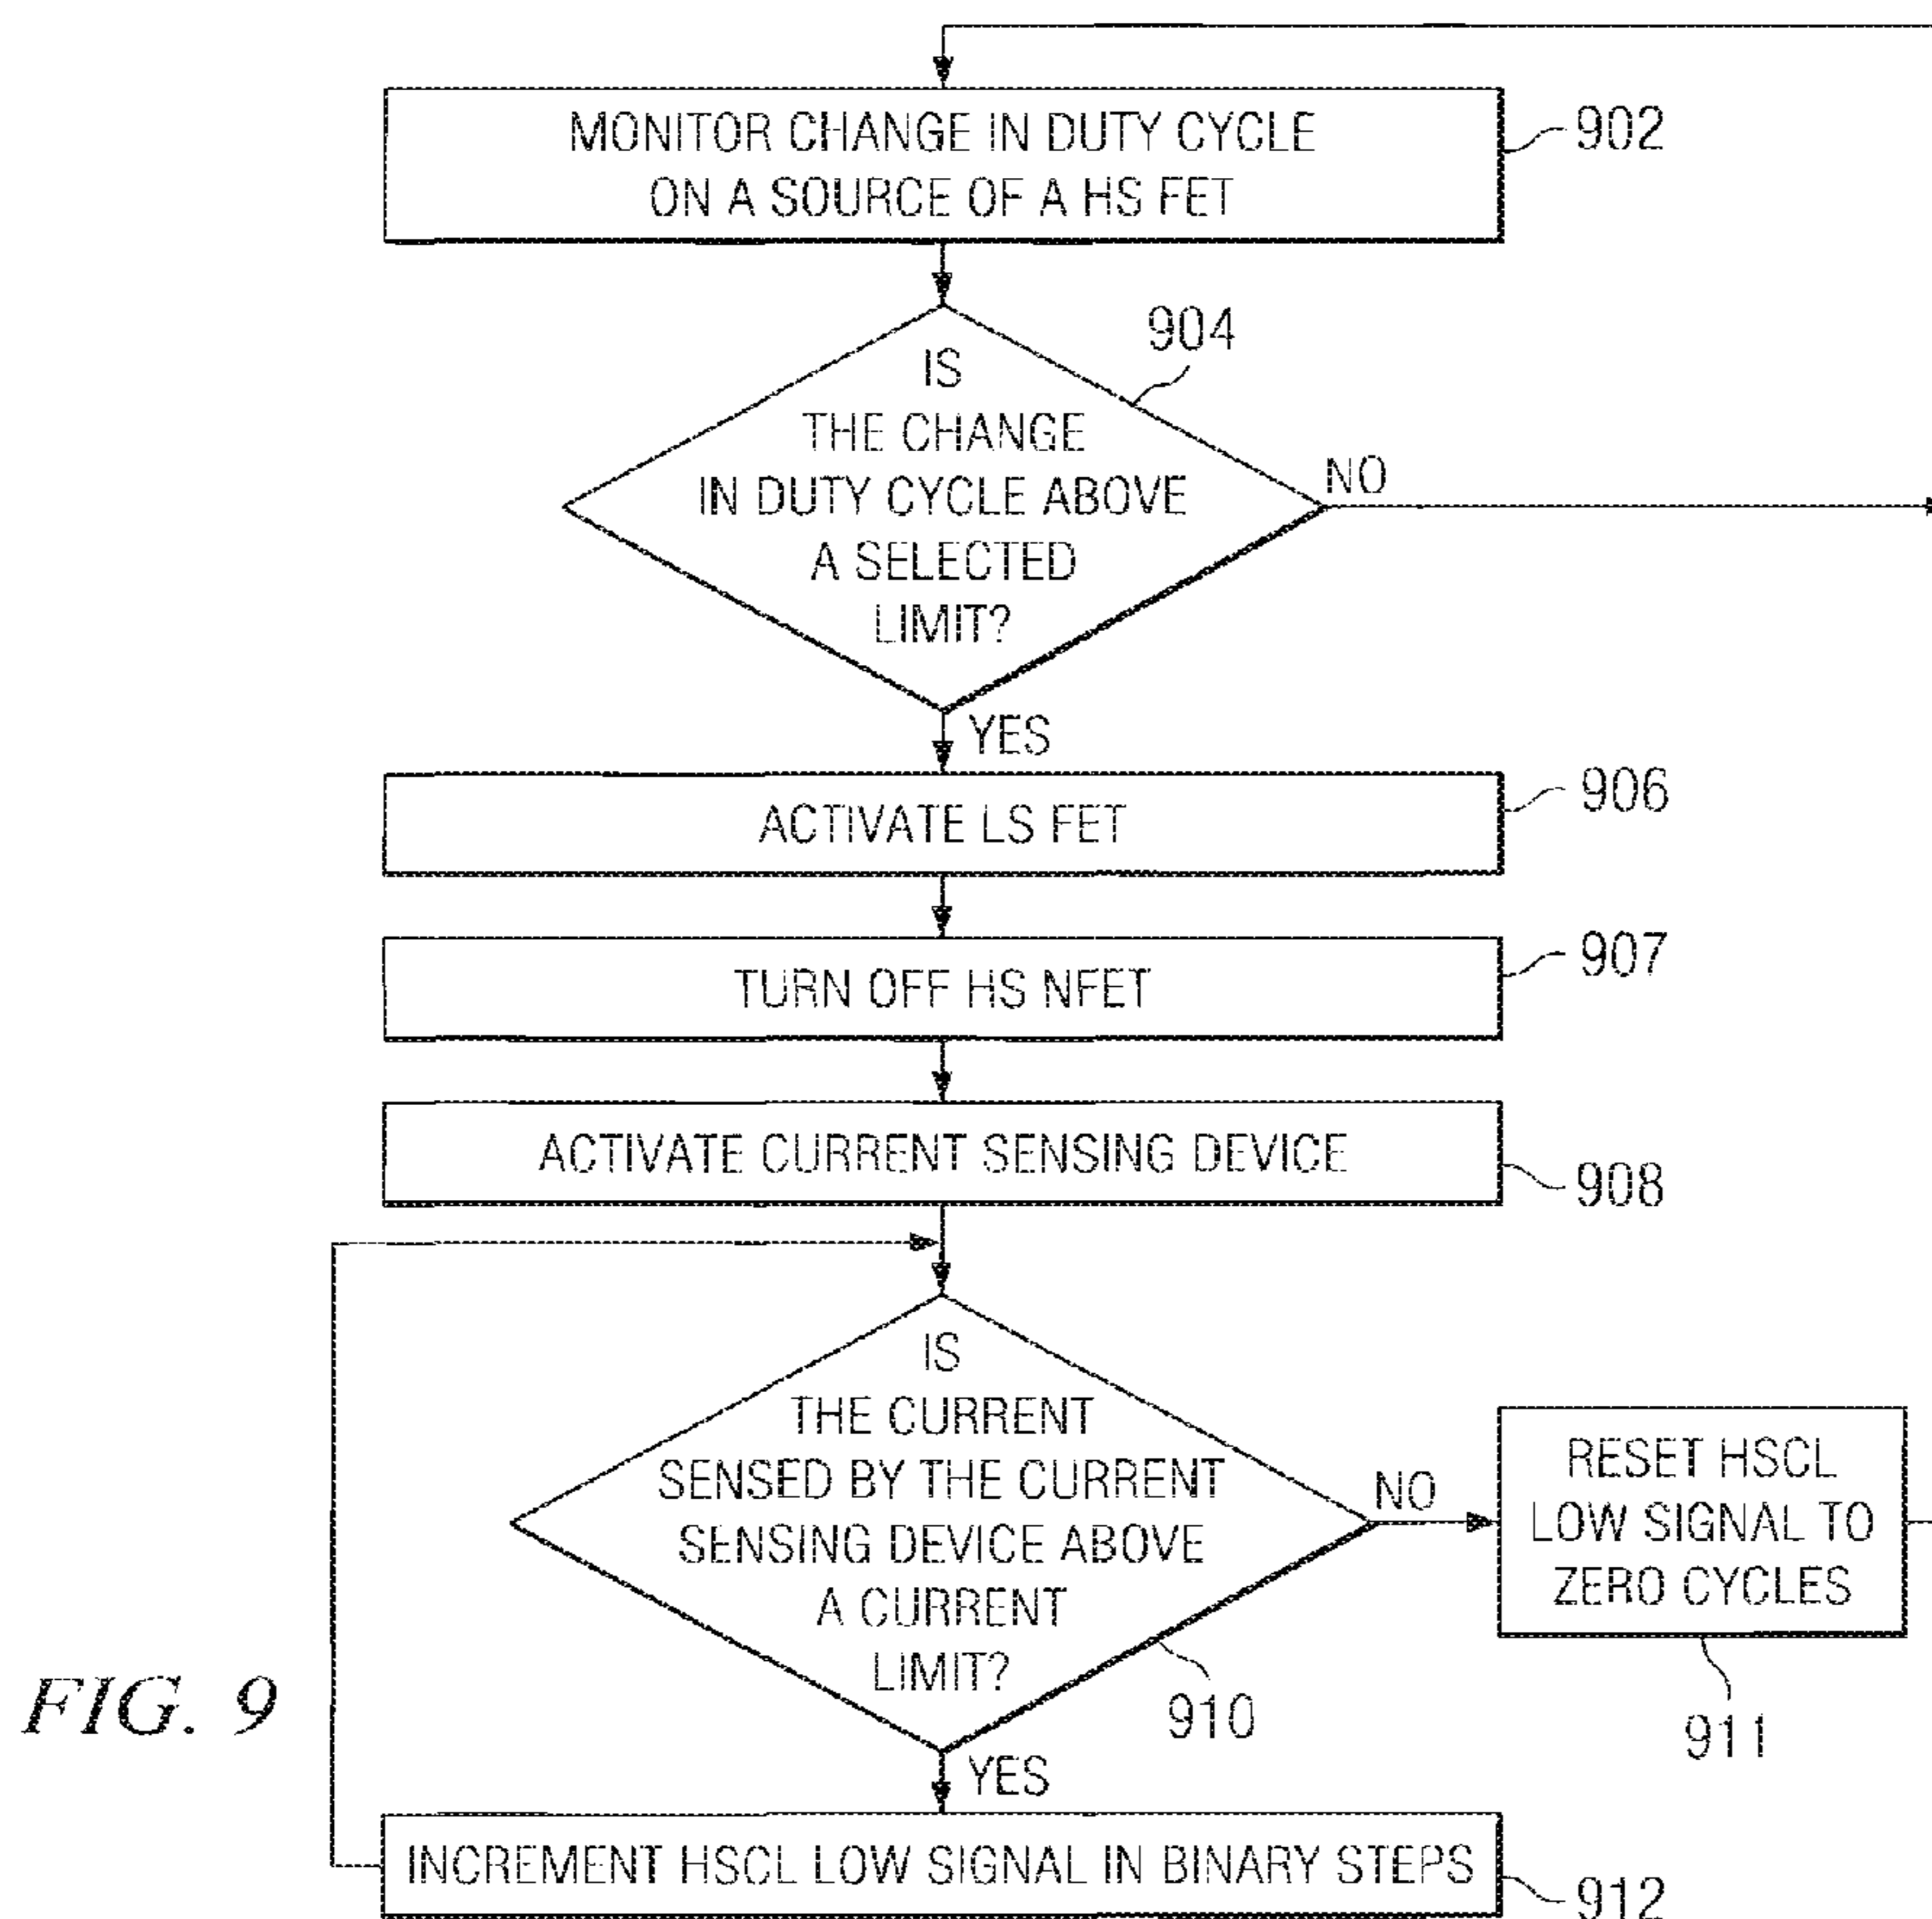 MONITOR CHANGE IN DUTY CYCLE
ON A SOURCE OF A HS FET
902
IS
THE CHANGE
IN DUTY CYCLE ABOVE
A SELECTED
LIMIT?
904
NO
YES
ACTIVATE LS FET
906
TURN OFF HS NFET
907
ACTIVATE CURRENT SENSING DEVICE
908
IS
THE CURRENT
SENSED BY THE CURRENT
SENSING DEVICE ABOVE
A CURRENT
LIMIT?
910
NO
RESET HSCL
LOW SIGNAL TO
ZERO CYCLES
911
YES
INCREMENT HSCL LOW SIGNAL IN BINARY STEPS
912
FIG. 9